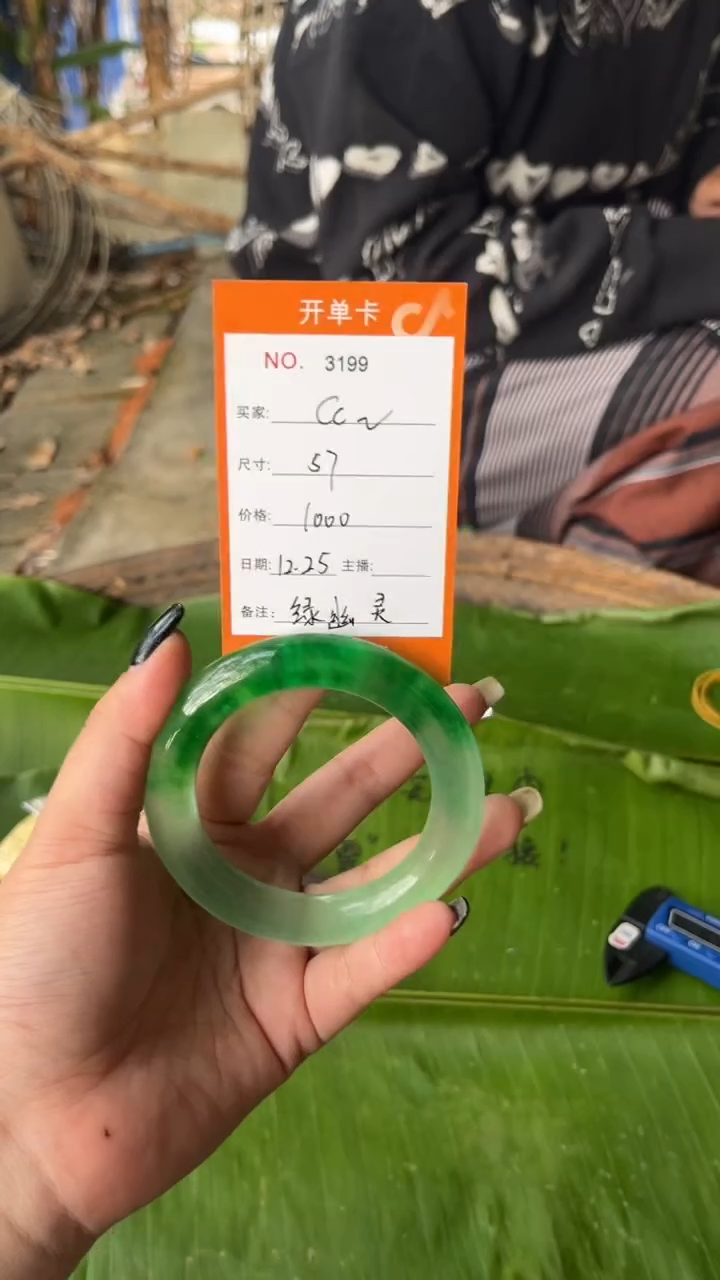 开单卡
NO. 3199
买家: Cc~
尺寸: 57
价格: 1000
日期: 12.25 主播:
备注: 绿幽灵